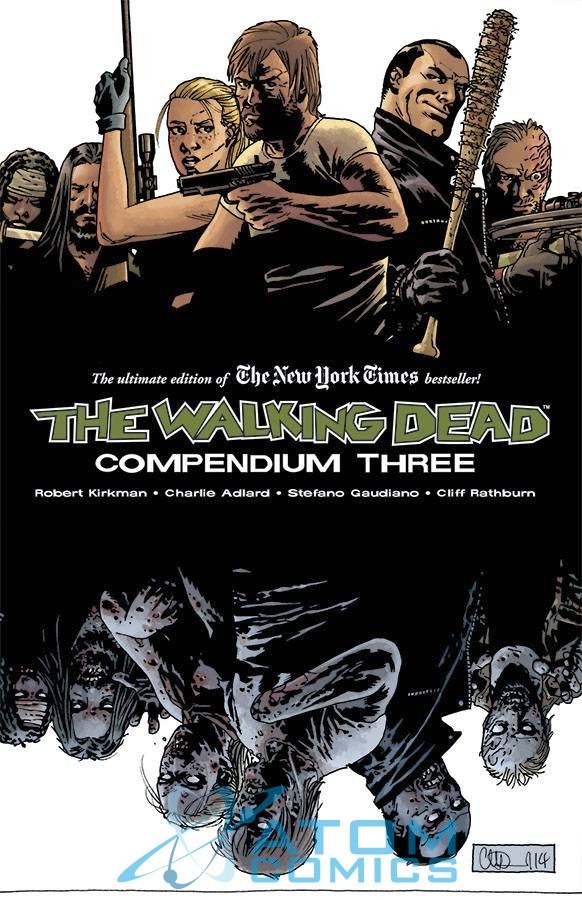 The ultimate edition of The New York Times bestseller!
THE WALKING DEAD™
COMPENDIUM THREE
Robert Kirkman • Charlie Adlard • Stefano Gaudiano • Cliff Rathburn
ATOM
COMICS